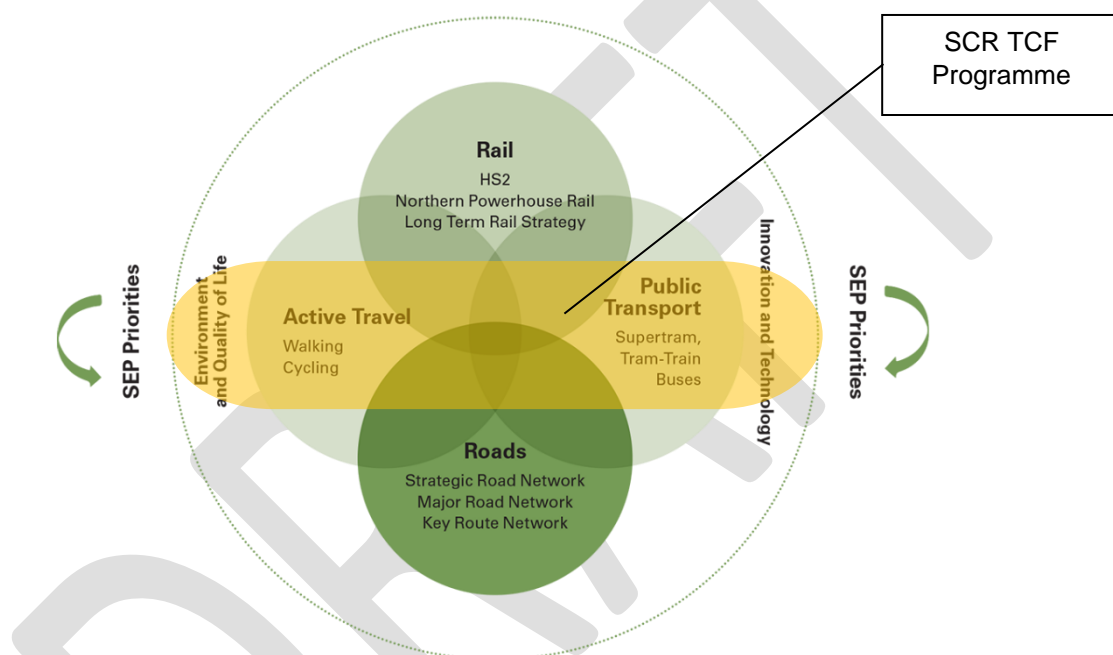 SCR TCF
Programme
Rail
HS2
Northern Powerhouse Rail
Long Term Rail Strategy
SEP Priorities
Environment
and Quality of Life
Active Travel
Walking
Cycling
Public
Transport
Supertram,
Tram-Train
Buses
Innovation and Technology
SEP Priorities
Roads
Strategic Road Network
Major Road Network
Key Route Network
DRAFT